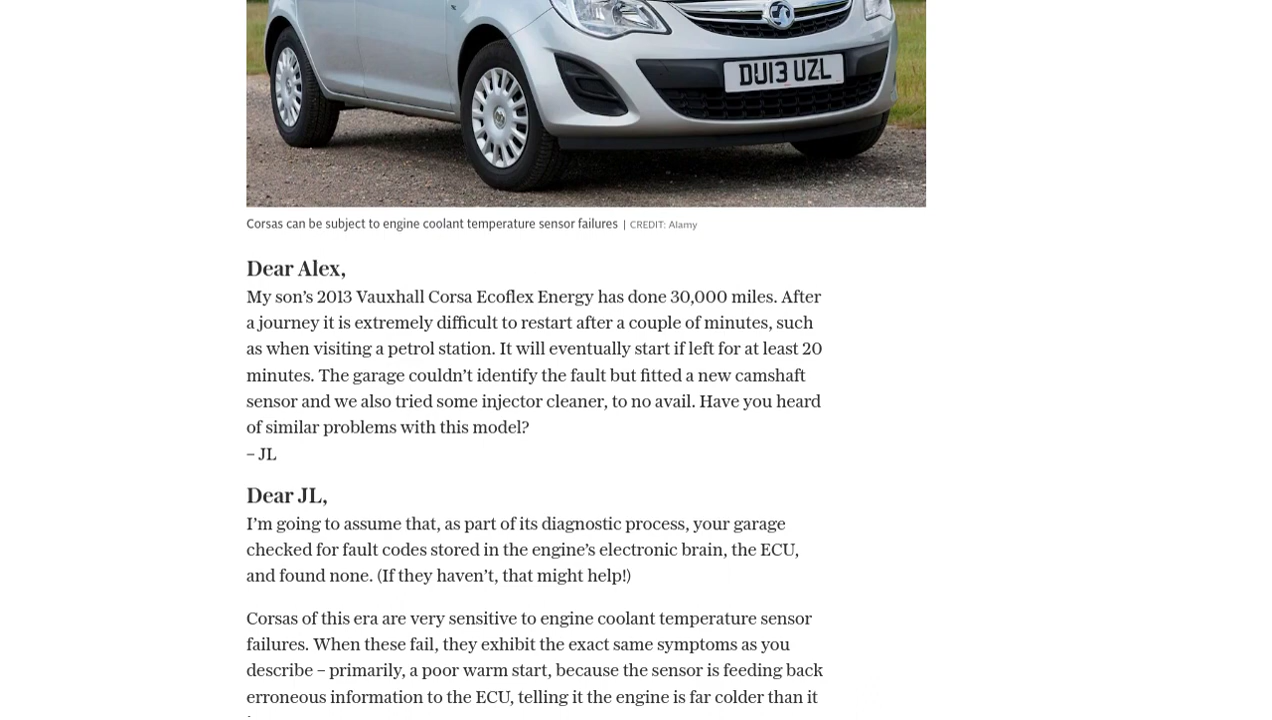 DU13 UZL
Corsas can be subject to engine coolant temperature sensor failures | CREDIT: Alamy
Dear Alex,
My son’s 2013 Vauxhall Corsa Ecoflex Energy has done 30,000 miles. After
a journey it is extremely difficult to restart after a couple of minutes, such
as when visiting a petrol station. It will eventually start if left for at least 20
minutes. The garage couldn’t identify the fault but fitted a new camshaft
sensor and we also tried some injector cleaner, to no avail. Have you heard
of similar problems with this model?
– JL
Dear JL,
I’m going to assume that, as part of its diagnostic process, your garage
checked for fault codes stored in the engine’s electronic brain, the ECU,
and found none. (If they haven’t, that might help!)
Corsas of this era are very sensitive to engine coolant temperature sensor
failures. When these fail, they exhibit the exact same symptoms as you
describe – primarily, a poor warm start, because the sensor is feeding back
erroneous information to the ECU, telling it the engine is far colder than it